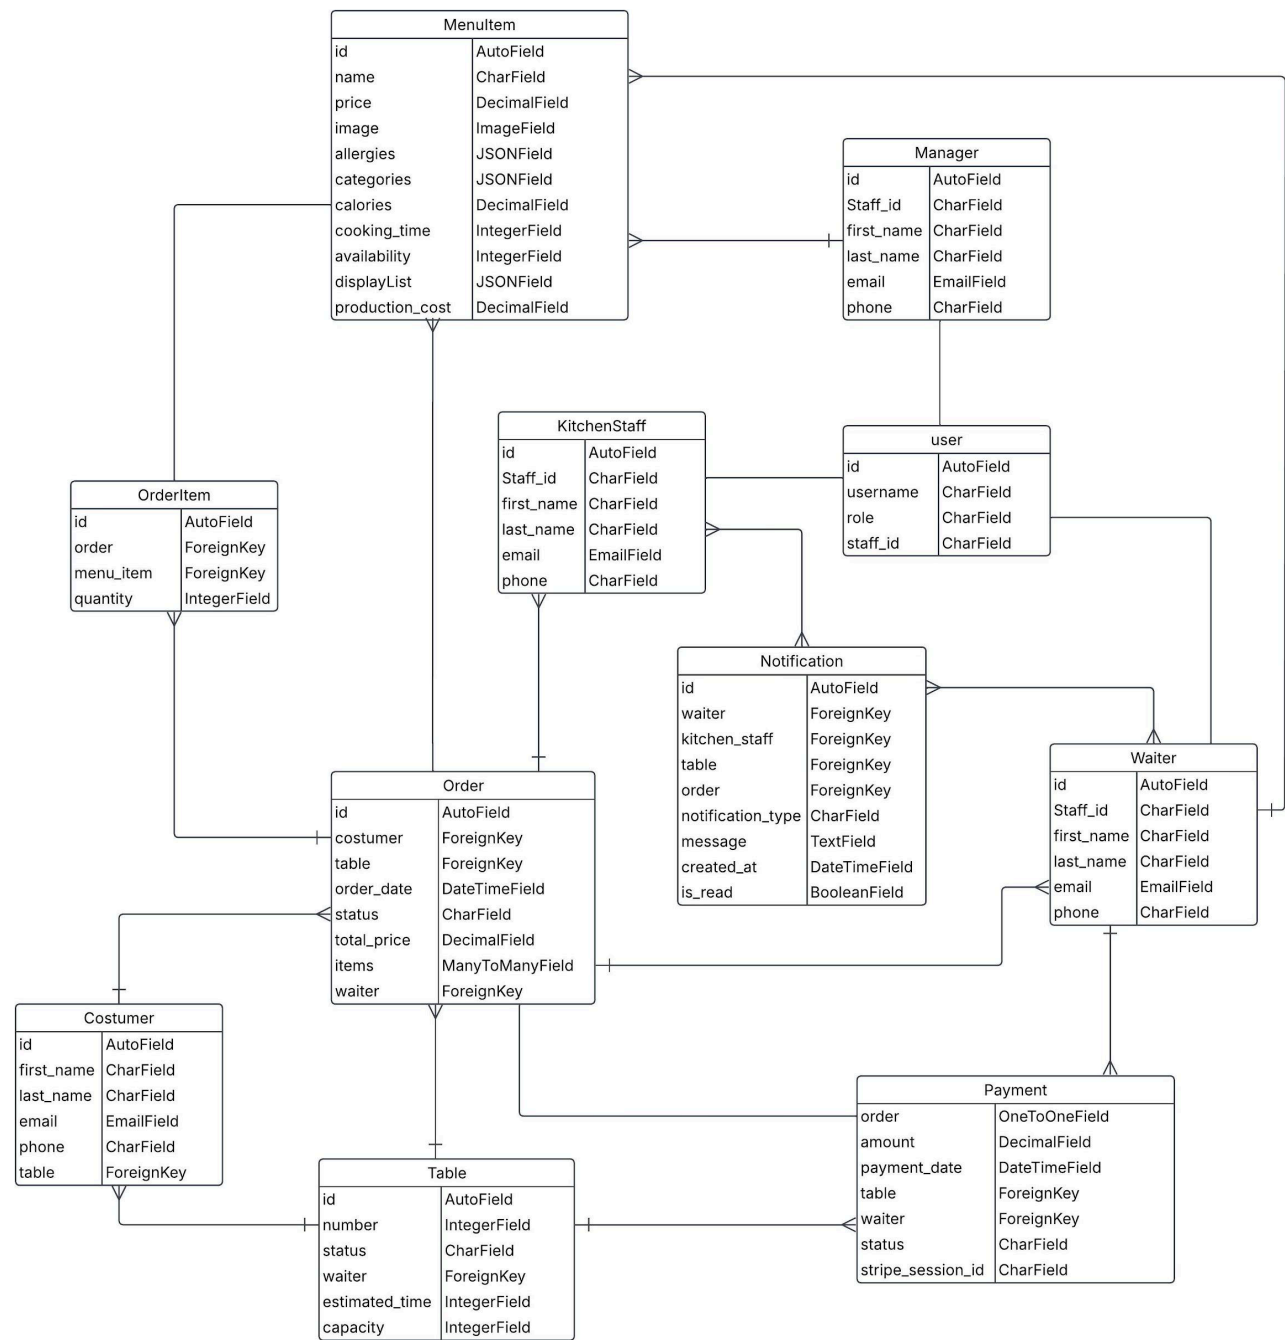 MenuItem
id AutoField
name CharField
price DecimalField
image ImageField
allergies JSONField
categories JSONField
calories DecimalField
cooking_time IntegerField
availability IntegerField
displayList JSONField
production_cost DecimalField
Manager
id AutoField
Staff_id CharField
first_name CharField
last_name CharField
email EmailField
phone CharField
KitchenStaff
id AutoField
Staff_id CharField
first_name CharField
last_name CharField
email EmailField
phone CharField
user
id AutoField
username CharField
role CharField
staff_id CharField
OrderItem
id AutoField
order ForeignKey
menu_item ForeignKey
quantity IntegerField
Notification
id AutoField
waiter ForeignKey
kitchen_staff ForeignKey
table ForeignKey
order ForeignKey
notification_type CharField
message TextField
created_at DateTimeField
is_read BooleanField
Waiter
id AutoField
Staff_id CharField
first_name CharField
last_name CharField
email EmailField
phone CharField
Order
id AutoField
costumer ForeignKey
table ForeignKey
order_date DateTimeField
status CharField
total_price DecimalField
items ManyToManyField
waiter ForeignKey
Costumer
id AutoField
first_name CharField
last_name CharField
email EmailField
phone CharField
table ForeignKey
Payment
order OneToOneField
amount DecimalField
payment_date DateTimeField
table ForeignKey
waiter ForeignKey
status CharField
stripe_session_id CharField
Table
id AutoField
number IntegerField
status CharField
waiter ForeignKey
estimated_time IntegerField
capacity IntegerField